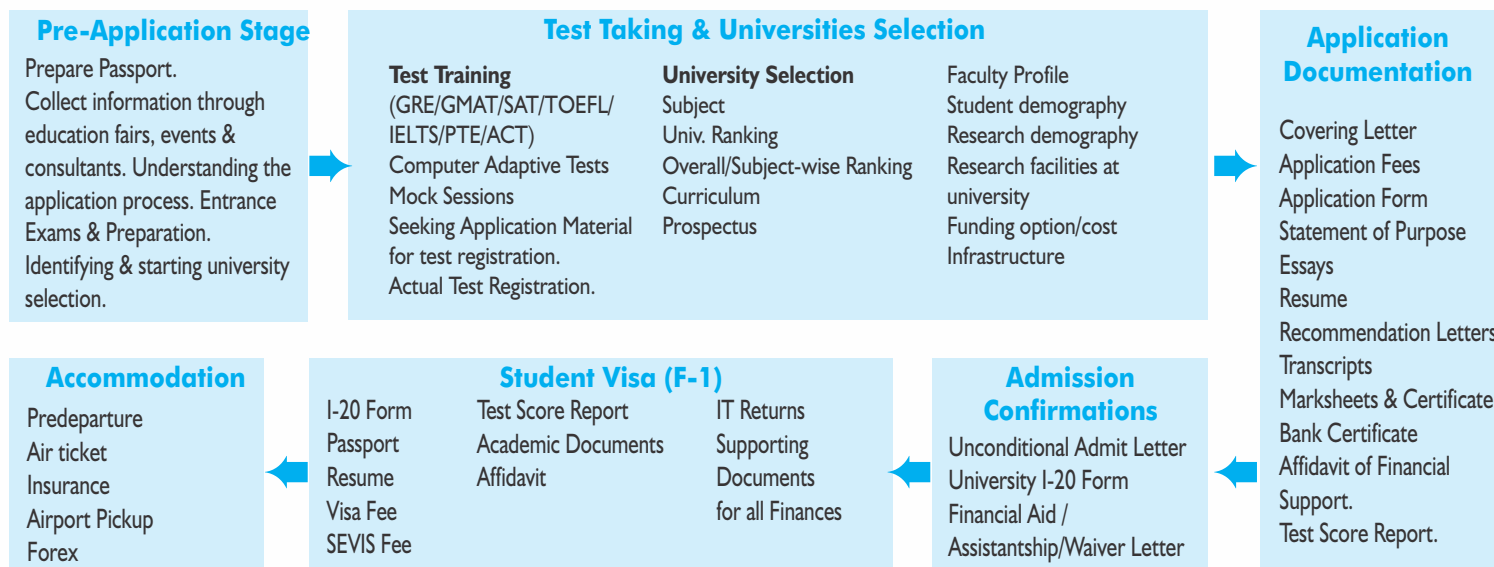 Pre-Application Stage
Prepare Passport.
Collect information through
education fairs, events &
consultants. Understanding the
application process. Entrance
Exams & Preparation.
Identifying & starting university
selection.
Test Taking & Universities Selection
Test Training
(GRE/GMAT/SAT/TOEFL/
IELTS/PTE/ACT)
Computer Adaptive Tests
Mock Sessions
Seeking Application Material
for test registration.
Actual Test Registration.
University Selection
Subject
Univ. Ranking
Overall/Subject-wise Ranking
Curriculum
Prospectus
Faculty Profile
Student demography
Research demography
Research facilities at
university
Funding option/cost
Infrastructure
Application
Documentation
Covering Letter
Application Fees
Application Form
Statement of Purpose
Essays
Resume
Recommendation Letters
Transcripts
Marksheets & Certificate
Bank Certificate
Affidavit of Financial
Support.
Test Score Report.
Admission
Confirmations
Unconditional Admit Letter
University I-20 Form
Financial Aid /
Assistantship/Waiver Letter
Student Visa (F-1)
I-20 Form
Passport
Resume
Visa Fee
SEVIS Fee
Test Score Report
Academic Documents
Affidavit
IT Returns
Supporting
Documents
for all Finances
Accommodation
Predeparture
Air ticket
Insurance
Airport Pickup
Forex